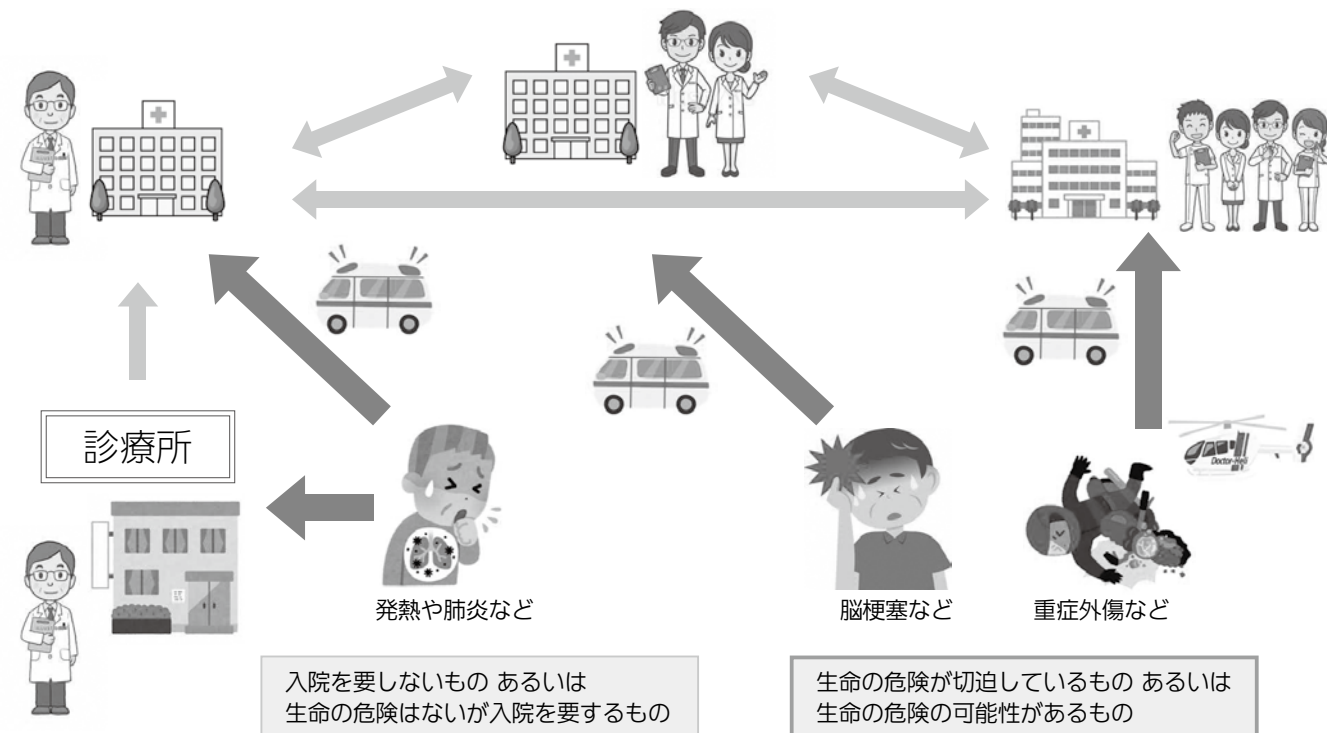 診療所
Doctor-Heli
発熱や肺炎など
脳梗塞など
重症外傷など
入院を要しないもの あるいは
生命の危険はないが入院を要するもの
生命の危険が切迫しているもの あるいは
生命の危険の可能性があるもの